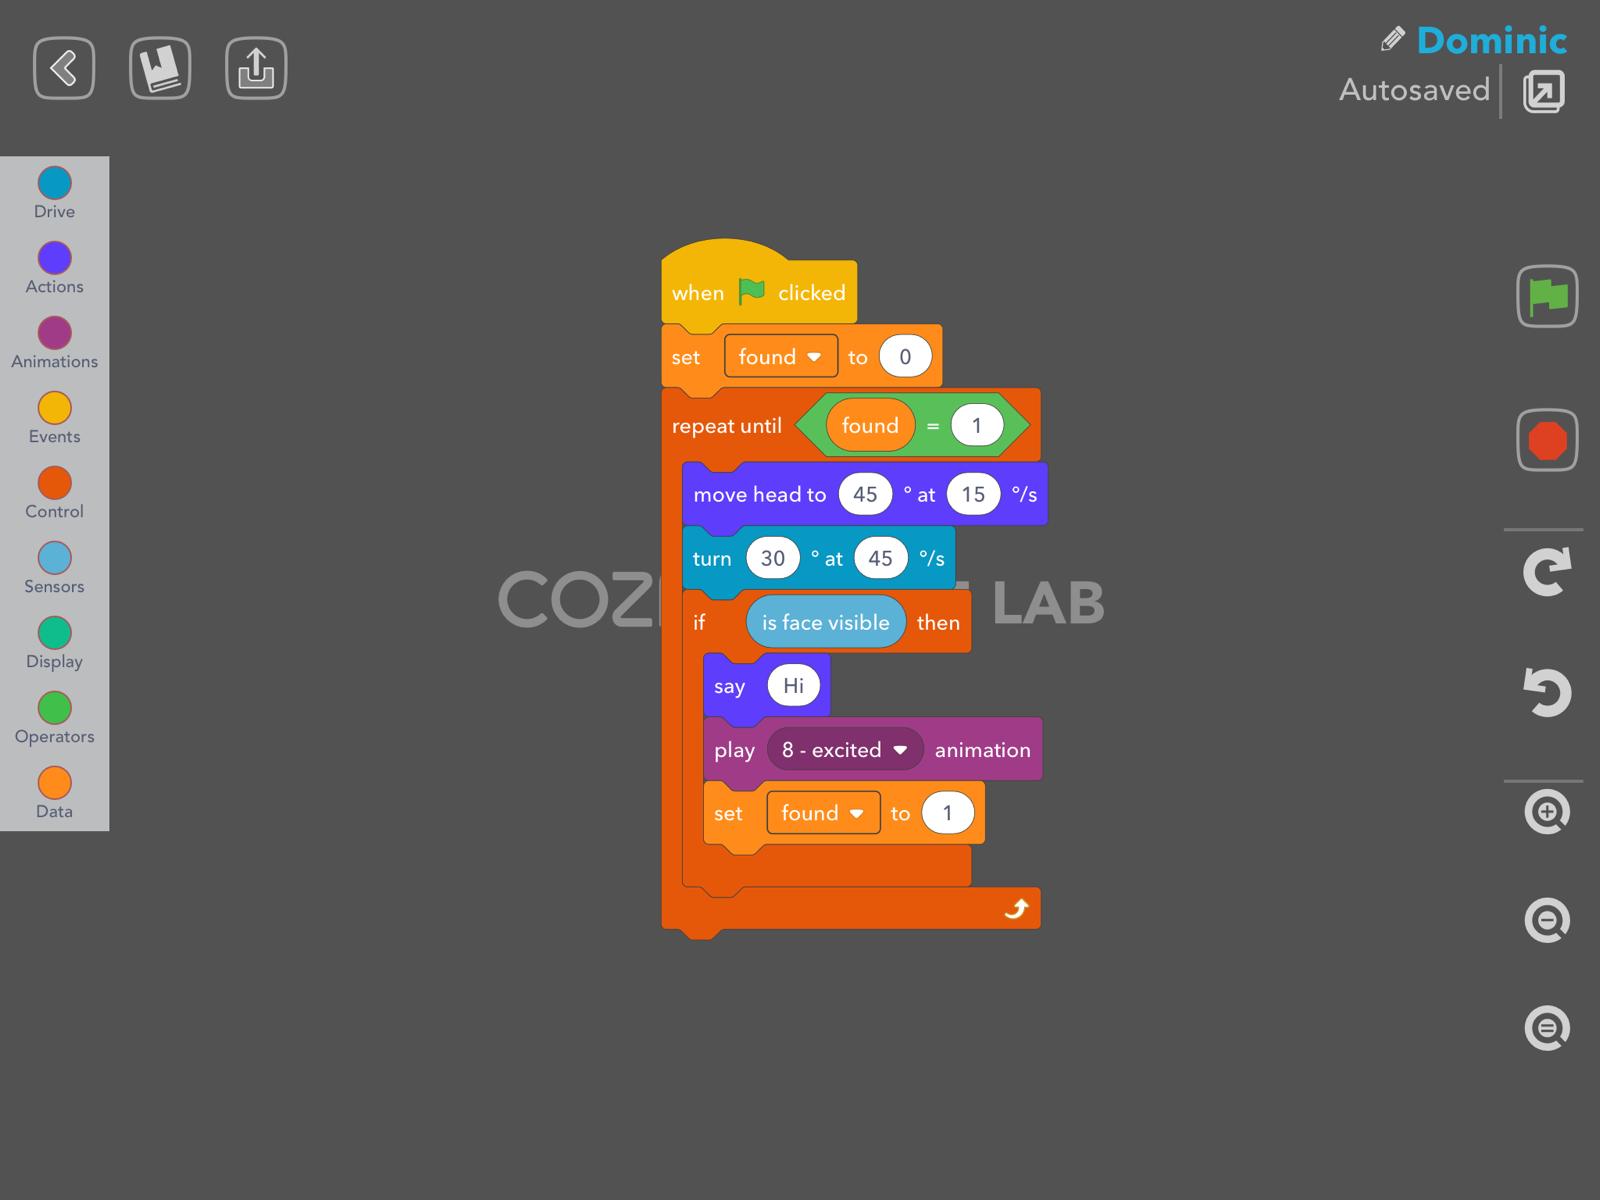 Dominic
Autosaved
Drive
Actions
Animations
Events
Control
Sensors
Display
Operators
Data
when clicked
set found to 0
repeat until found = 1
move head to 45 ° at 15 °/s
turn 30 ° at 45 °/s
if is face visible then
say Hi
play 8 - excited animation
set found to 1
LAB